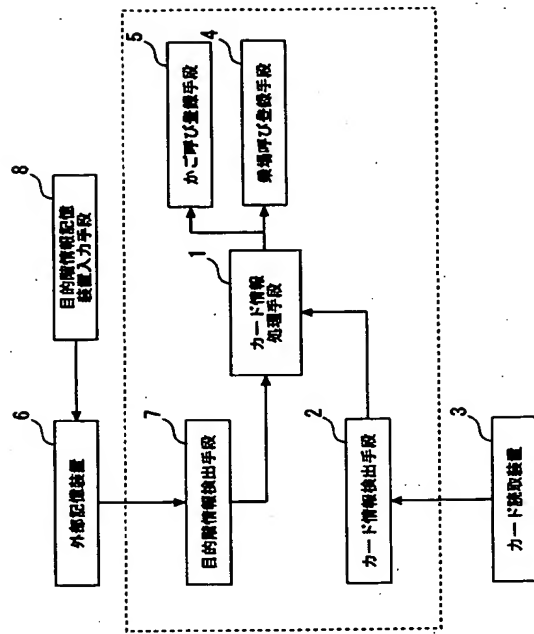 8
目的階情報記憶
装置入力手段
6
外部記憶装置
5
かご呼び登録手段
4
乗場呼び登録手段
1
カード情報
処理手段
7
目的階情報検出手段
2
カード情報検出手段
3
カード読取装置